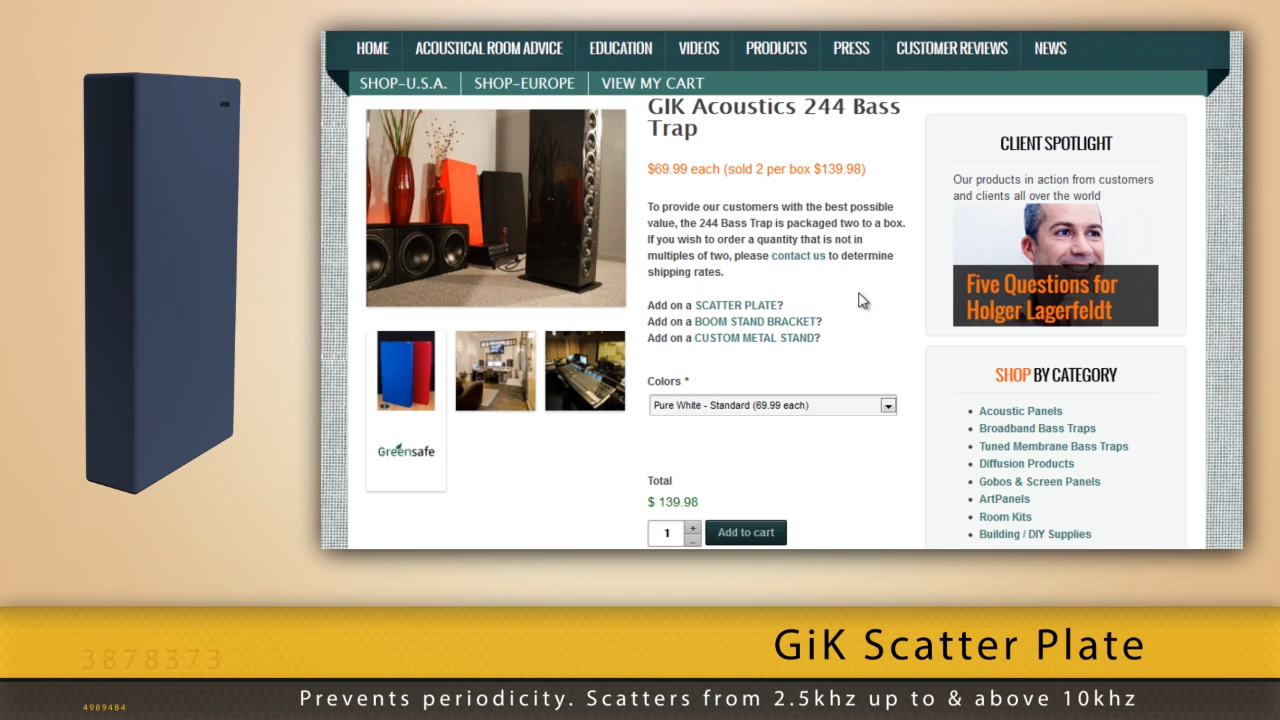 HOME ACOUSTICAL ROOM ADVICE EDUCATION VIDEOS PRODUCTS PRESS CUSTOMER REVIEWS NEWS
SHOP-U.S.A. SHOP-EUROPE VIEW MY CART
GIK Acoustics 244 Bass
Trap
$69.99 each (sold 2 per box $139.98)
To provide our customers with the best possible
value, the 244 Bass Trap is packaged two to a box.
If you wish to order a quantity that is not in
multiples of two, please contact us to determine
shipping rates.
Add on a SCATTER PLATE?
Add on a BOOM STAND BRACKET?
Add on a CUSTOM METAL STAND?
Colors *
Pure White - Standard (69.99 each)
Greensafe
Total
$ 139.98
1 + -
Add to cart
CLIENT SPOTLIGHT
Our products in action from customers
and clients all over the world
Five Questions for
Holger Lagerfeldt
SHOP BY CATEGORY
• Acoustic Panels
• Broadband Bass Traps
• Tuned Membrane Bass Traps
• Diffusion Products
• Gobos & Screen Panels
• ArtPanels
• Room Kits
• Building / DIY Supplies
3878373
GiK Scatter Plate
4989484
Prevents periodicity. Scatters from 2.5khz up to & above 10khz